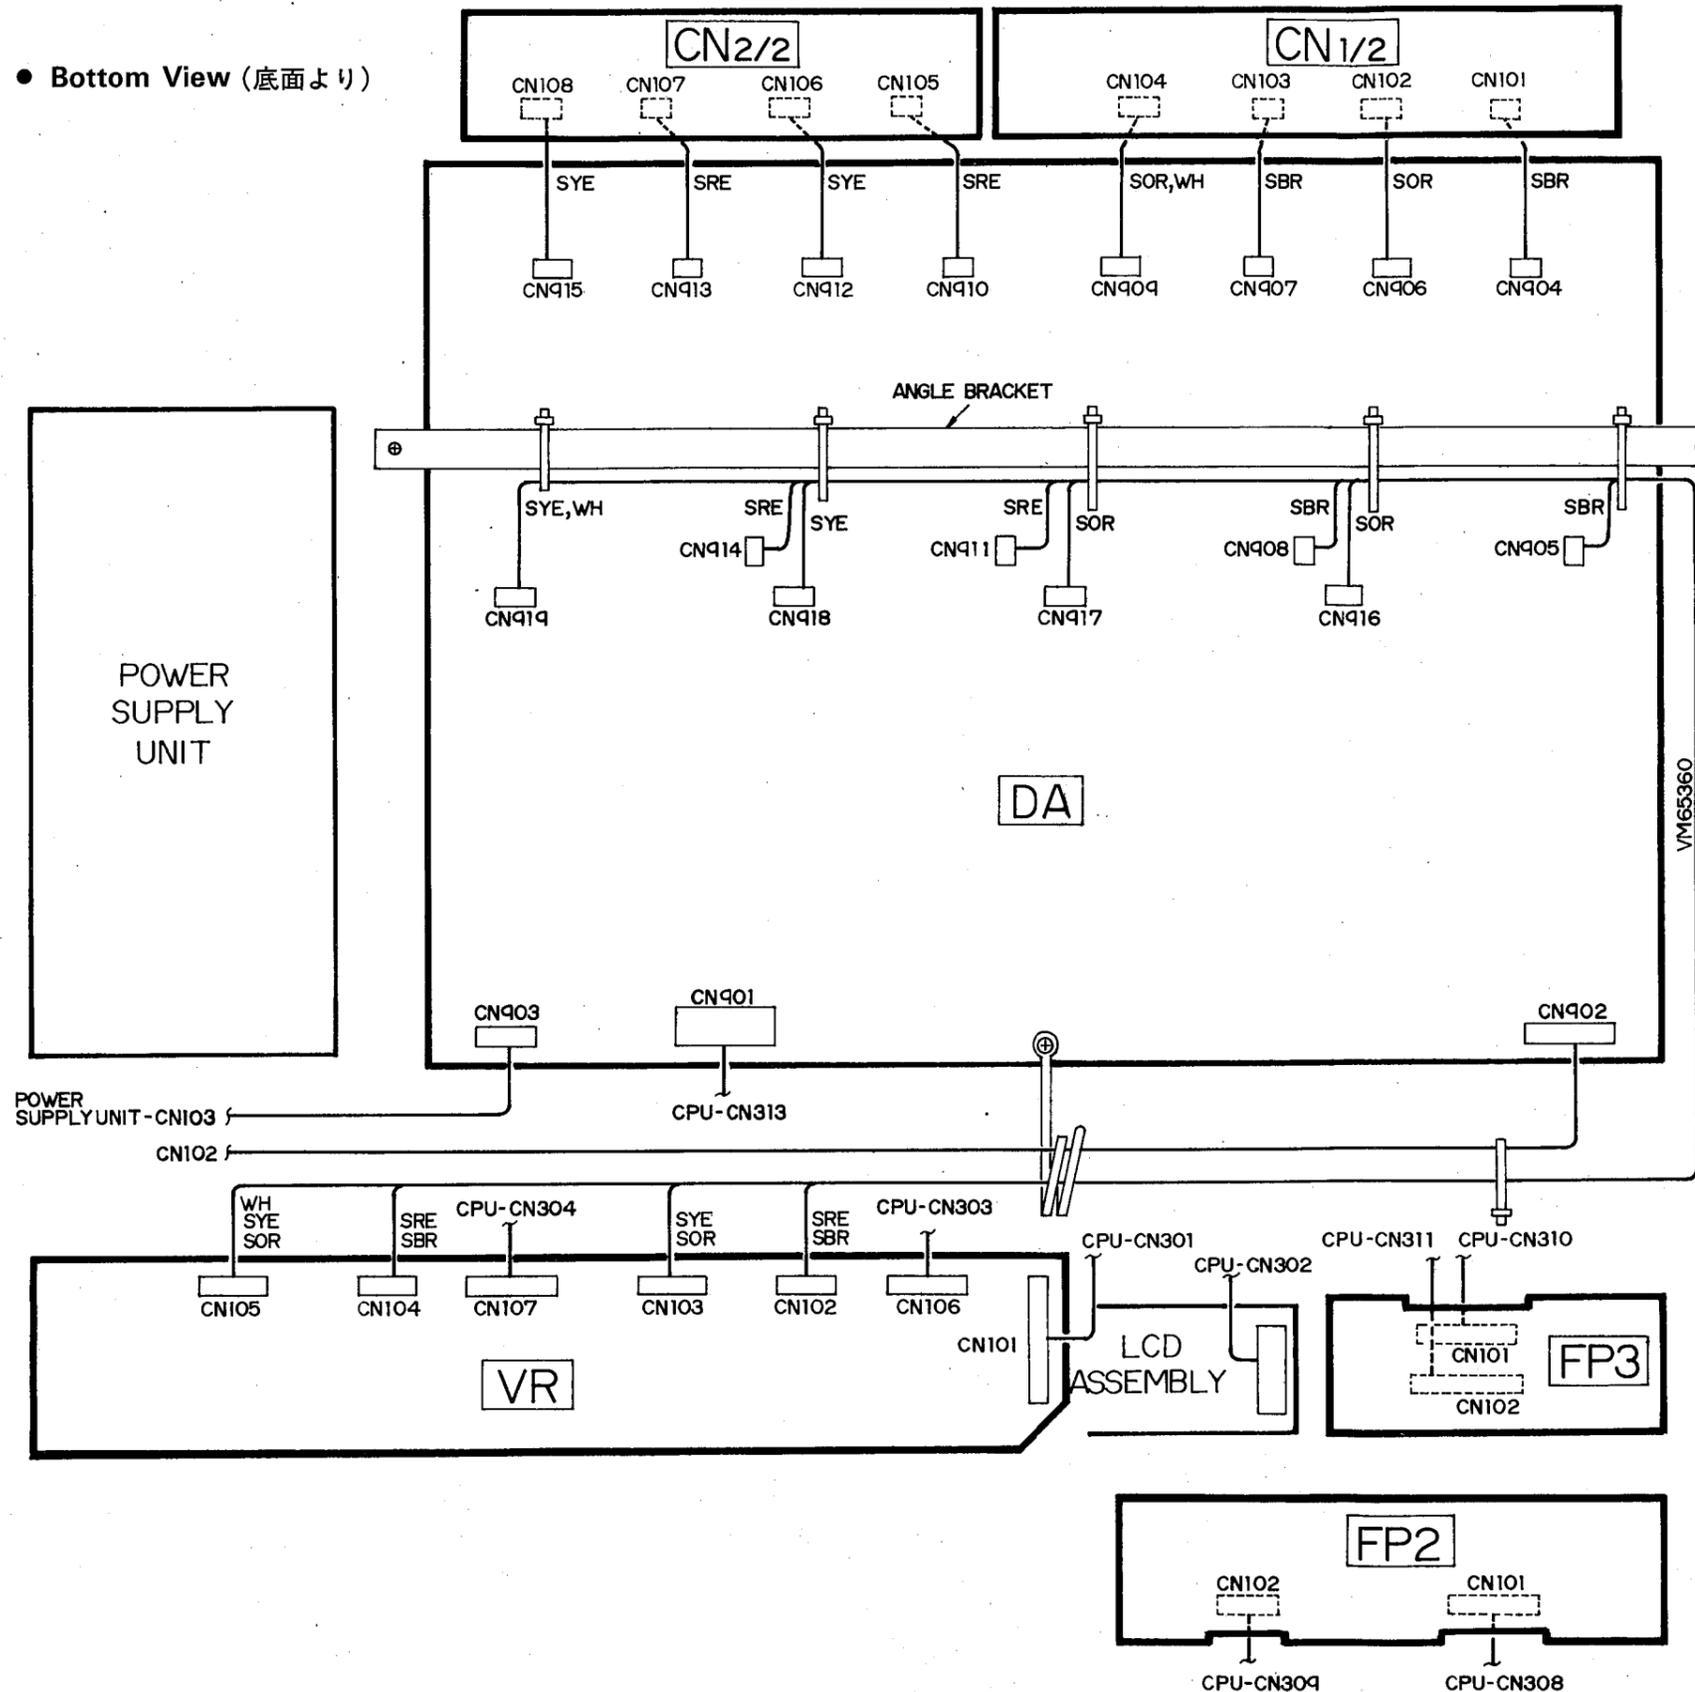 CN2/2
CN1/2
● Bottom View (底面より)
CN108
CN107
CN106
CN105
CN104
CN103
CN102
CN101
SYE
SRE
SYE
SRE
SOR,WH
SBR
SOR
SBR
CN915
CN913
CN912
CN910
CN909
CN907
CN906
CN904
ANGLE BRACKET
SYE,WH
SRE
SYE
SRE
SOR
SBR
SOR
SBR
CN914
CN911
CN908
CN905
CN919
CN918
CN917
CN916
POWER
SUPPLY
UNIT
DA
VM65360
CN903
CN901
CN902
POWER
SUPPLY UNIT-CN103
CPU-CN313
CN102
WH
SYE
SOR
SRE
SBR
CPU-CN304
SYE
SOR
SRE
SBR
CPU-CN303
CPU-CN301
CPU-CN302
CPU-CN311
CPU-CN310
CN105
CN104
CN107
CN103
CN102
CN106
CN101
VR
LCD
ASSEMBLY
CN101
CN102
FP3
FP2
CN102
CN101
CPU-CN309
CPU-CN308